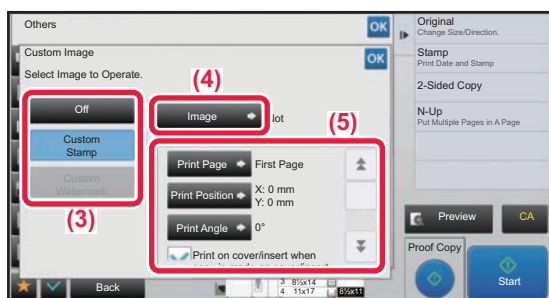 Others
OK
Custom Image
OK
Select Image to Operate.
(4)
Off
Image
lot
(5)
Custom
Stamp
Print Page
First Page
Custom
Watermark
Print Position
X: 0 mm
Y: 0 mm
(3)
Print Angle
0°
Print on cover/insert when
Back
3 8½x14
4 11x17
8½x11
Original
Change Size/Direction.
Stamp
Print Date and Stamp
2-Sided Copy
N-Up
Put Multiple Pages in A Page
Preview
CA
Proof Copy
Start